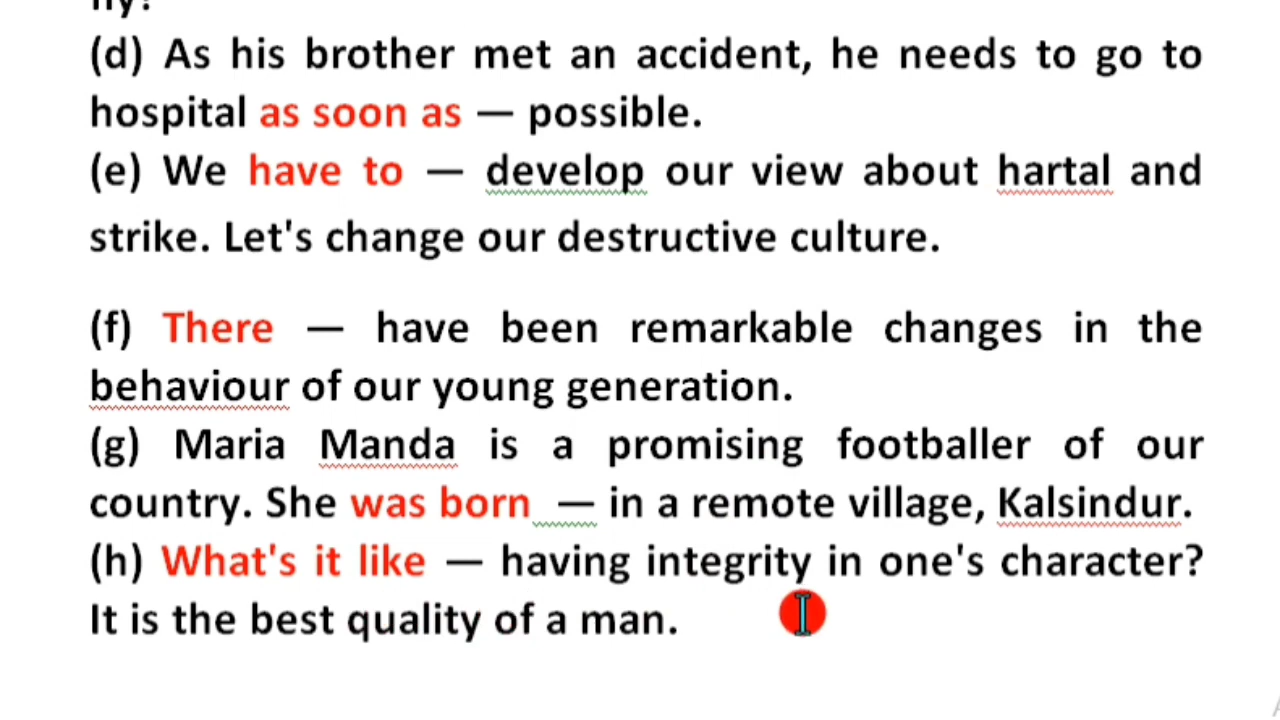 (d) As his brother met an accident, he needs to go to
hospital as soon as — possible.
(e) We have to — develop our view about hartal and
strike. Let's change our destructive culture.
(f) There — have been remarkable changes in the
behaviour of our young generation.
(g) Maria Manda is a promising footballer of our
country. She was born — in a remote village, Kalsindur.
(h) What's it like — having integrity in one's character?
It is the best quality of a man.